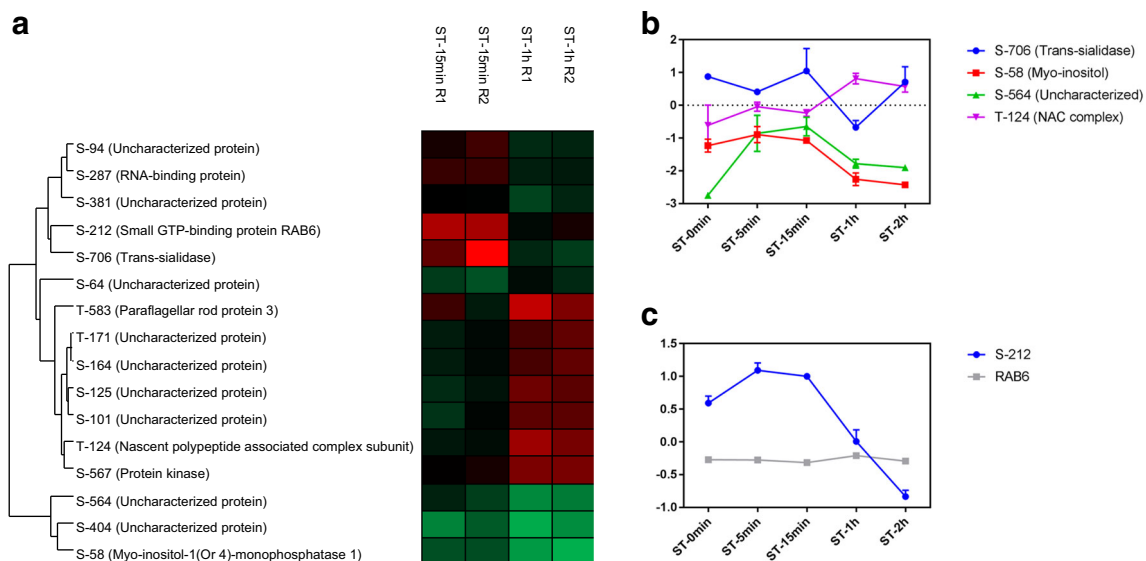 a
ST-15min R1
ST-15min R2
ST-1h R1
ST-1h R2
S-94 (Uncharacterized protein)
S-287 (RNA-binding protein)
S-381 (Uncharacterized protein)
S-212 (Small GTP-binding protein RAB6)
S-706 (Trans-sialidase)
S-64 (Uncharacterized protein)
T-583 (Paraflagellar rod protein 3)
T-171 (Uncharacterized protein)
S-164 (Uncharacterized protein)
S-125 (Uncharacterized protein)
S-101 (Uncharacterized protein)
T-124 (Nascent polypeptide associated complex subunit)
S-567 (Protein kinase)
S-564 (Uncharacterized protein)
S-404 (Uncharacterized protein)
S-58 (Myo-inositol-1(Or 4)-monophosphatase 1)
b
2
1
0
-1
-2
-3
ST-0min
ST-5min
ST-15min
ST-1h
ST-2h
S-706 (Trans-sialidase)
S-58 (Myo-inositol)
S-564 (Uncharacterized)
T-124 (NAC complex)
c
1.5
1.0
0.5
0.0
-0.5
-1.0
ST-0min
ST-5min
ST-15min
ST-1h
ST-2h
S-212
RAB6